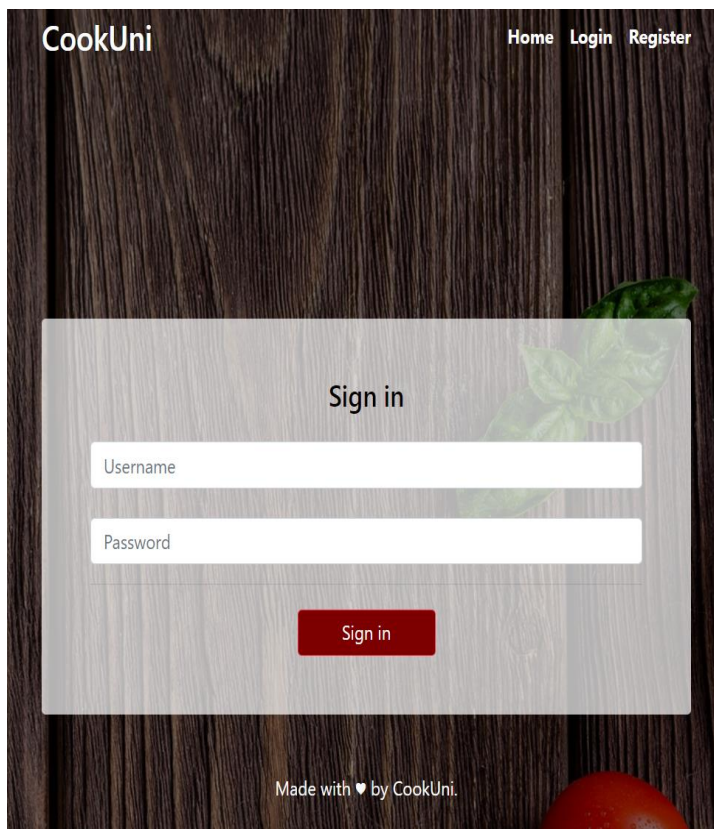 CookUni
Home Login Register
Sign in
Username
Password
Sign in
Made with ♥ by CookUni.